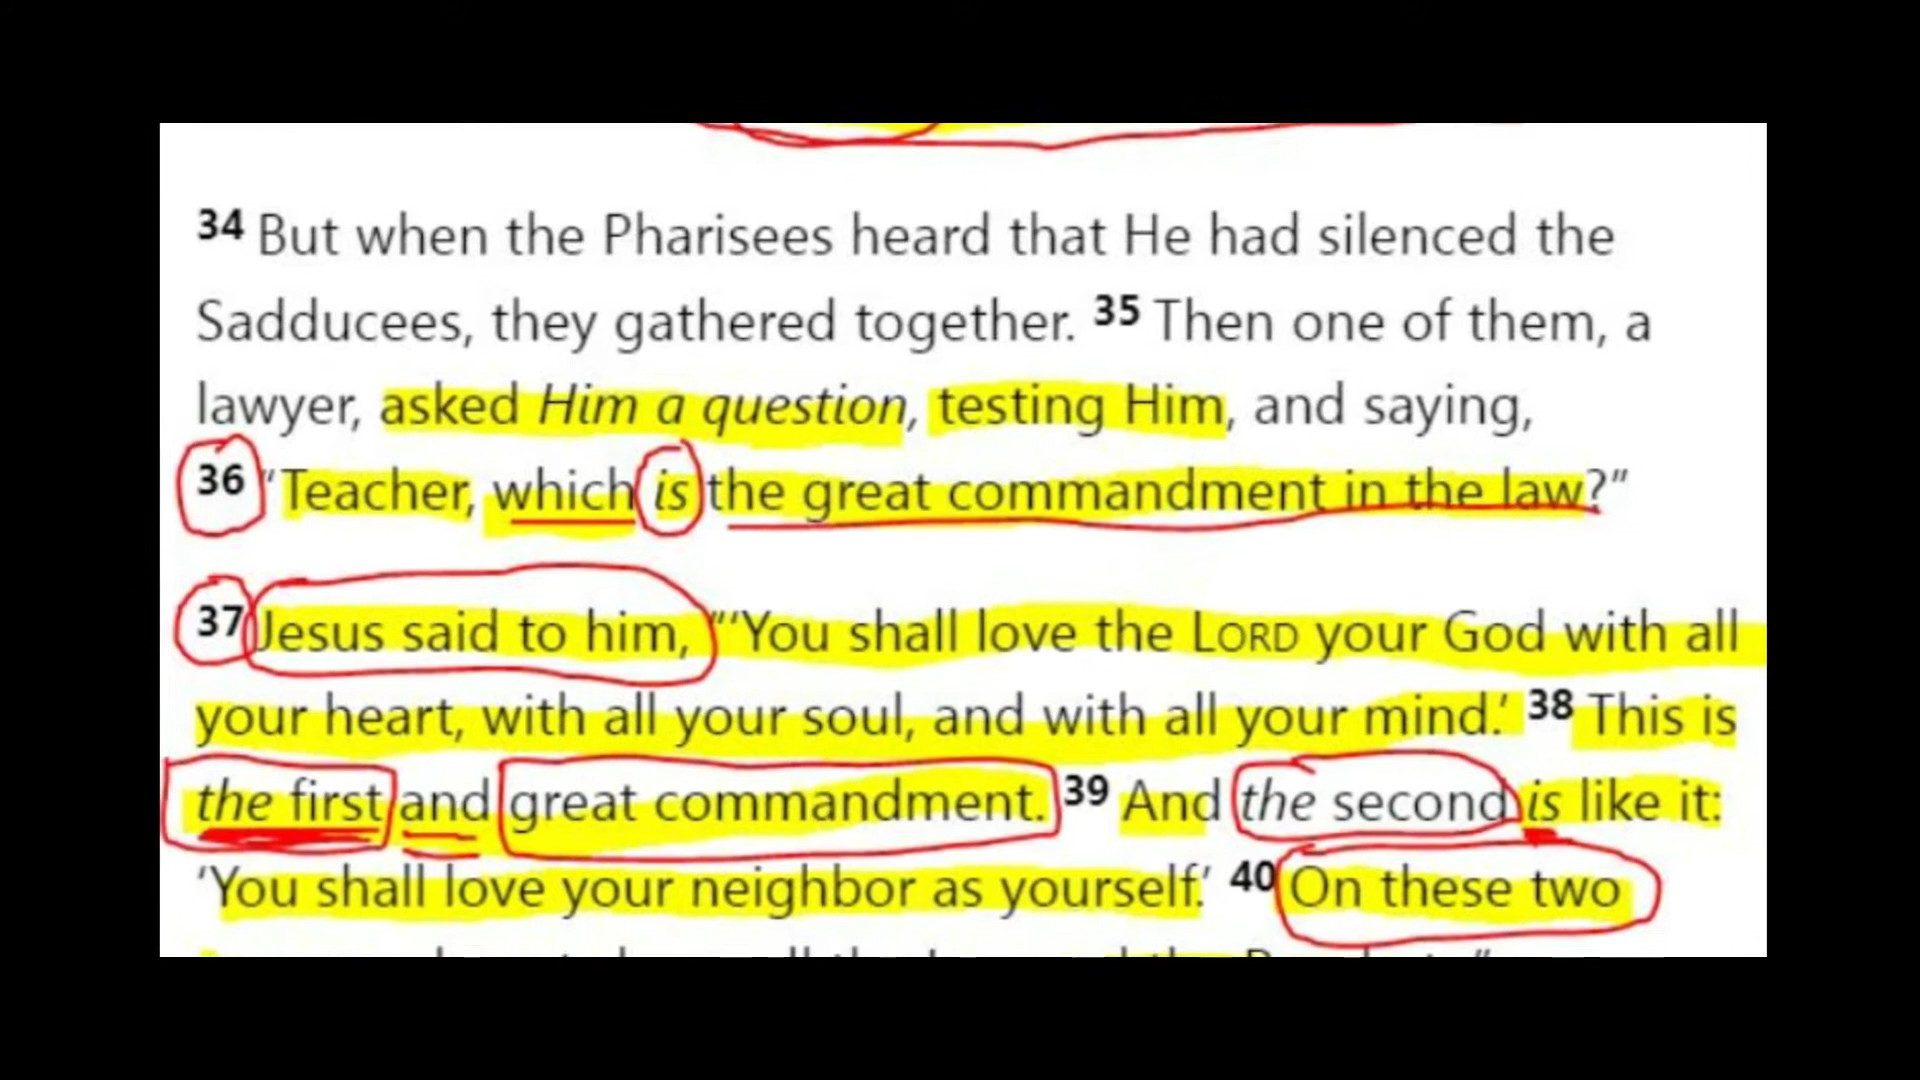 34 But when the Pharisees heard that He had silenced the
Sadducees, they gathered together. 35 Then one of them, a
lawyer, asked Him a question, testing Him, and saying,
36 "Teacher, which is the great commandment in the law?"
37 Jesus said to him, "'You shall love the LORD your God with all
your heart, with all your soul, and with all your mind.' 38 This is
the first and great commandment. 39 And the second is like it:
'You shall love your neighbor as yourself.' 40 On these two